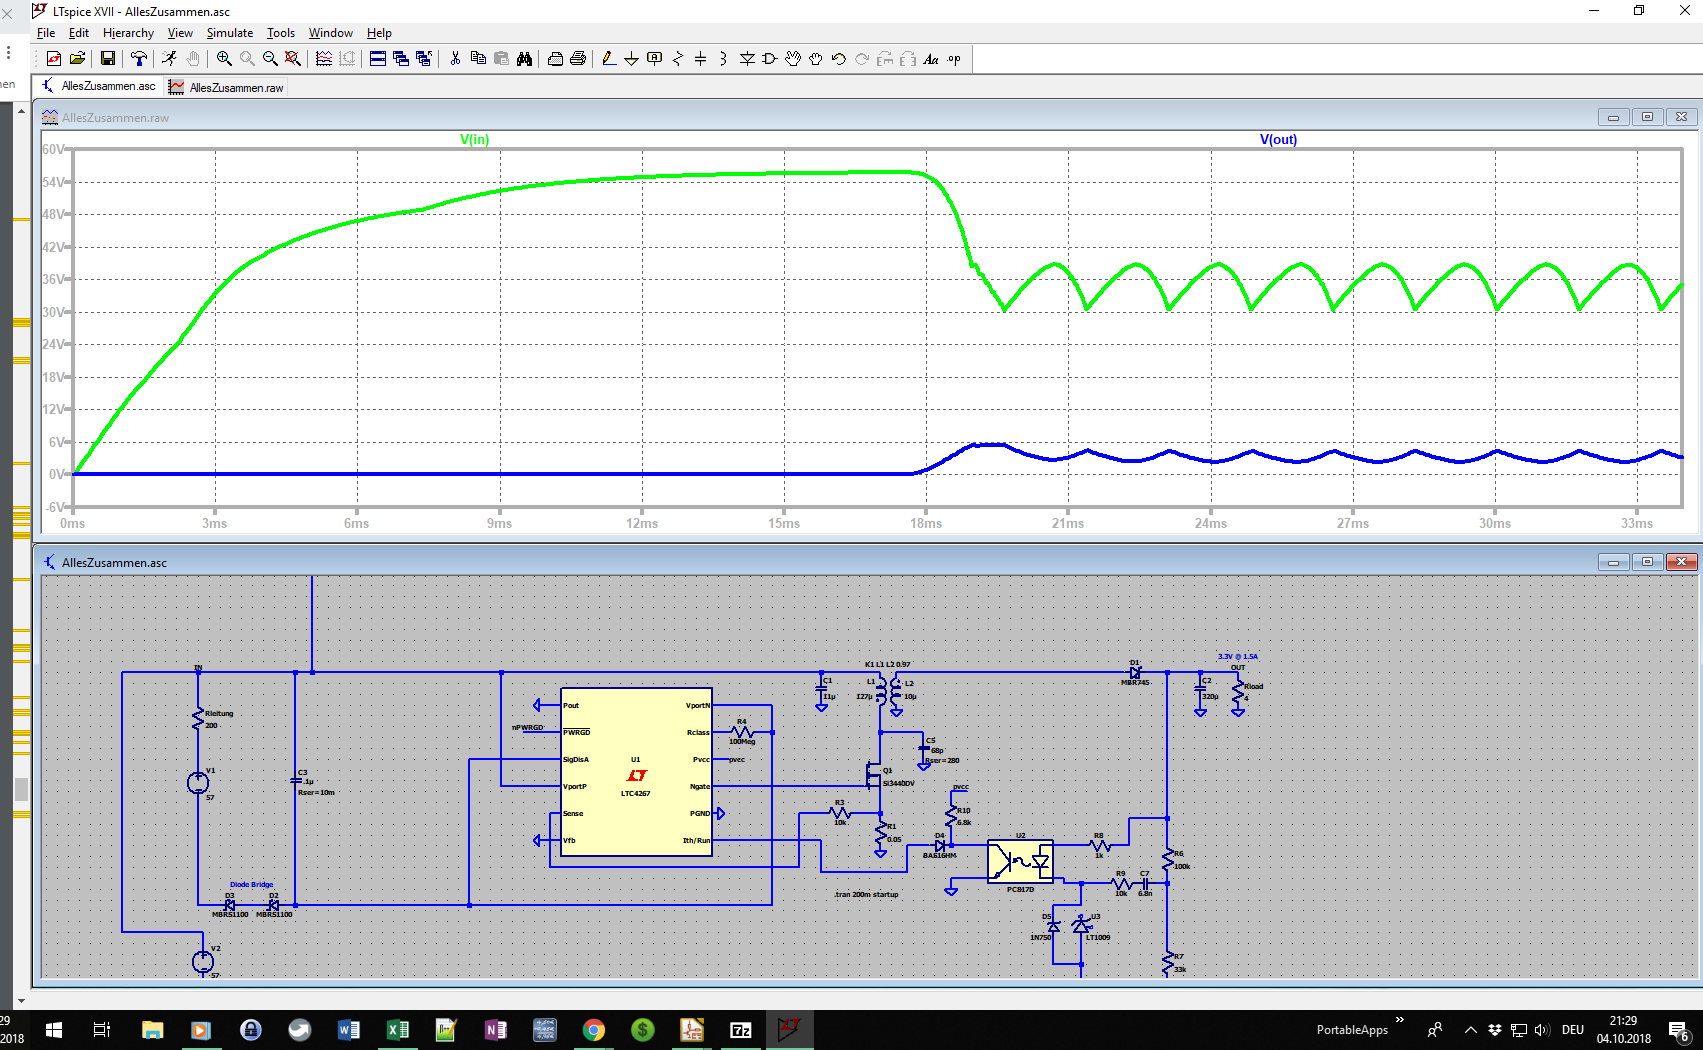 LTspice XVII - AllesZusammen.asc
File Edit Hierarchy View Simulate Tools Window Help
AllesZusammen.asc AllesZusammen.raw
AllesZusammen.raw
V(in) V(out)
60V
54V
48V
42V
36V
30V
24V
18V
12V
6V
0V
-6V
0ms 3ms 6ms 9ms 12ms 15ms 18ms 21ms 24ms 27ms 30ms 33ms
AllesZusammen.asc
IN
Rleitung
200
V1
57
C3
.1µ
Rser=10m
Diode Bridge
D3
MBRS1100
D2
MBRS1100
V2
57
nPWRGD
Pout
PWRGD
SigDisA
VportP
Sense
Vfb
U1
LT
LTC4267
VportN
Rclass
Pvcc
Ngate
PGND
Ith/Run
R4
100Meg
pvcc
C1
K1 L1 L2 0.97
L1
L2
10µ
C5
68p
Rser=280
Q1
Si3440DV
R3
10k
R1
0.05
pvcc
R10
6.8k
D4
BAS16HM
U2
PC817D
.tran 200m startup
R8
1k
R9
10k
C7
6.8n
D5
1N750
U3
LT1009
R6
100k
R7
33k
D1
MBR745
C2
320µ
3.3V @ 1.5A
OUT
Rload
4
PortableApps
DEU
21:29
04.10.2018
6
29
2018